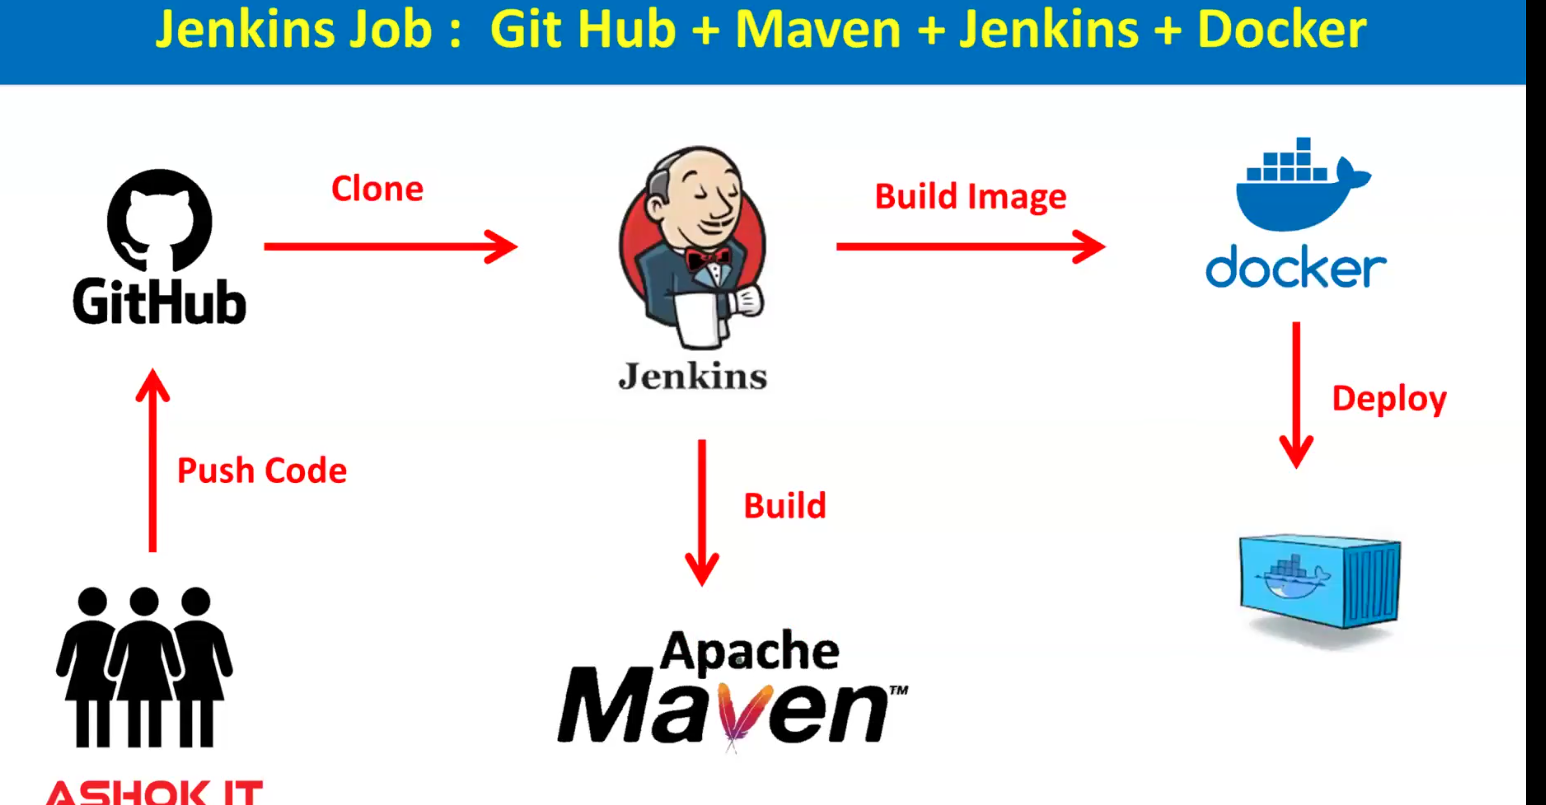 Jenkins Job : Git Hub + Maven + Jenkins + Docker
Clone
Build Image
GitHub
docker
Jenkins
Push Code
Deploy
Build
Apache
Maven™
ASHOK IT